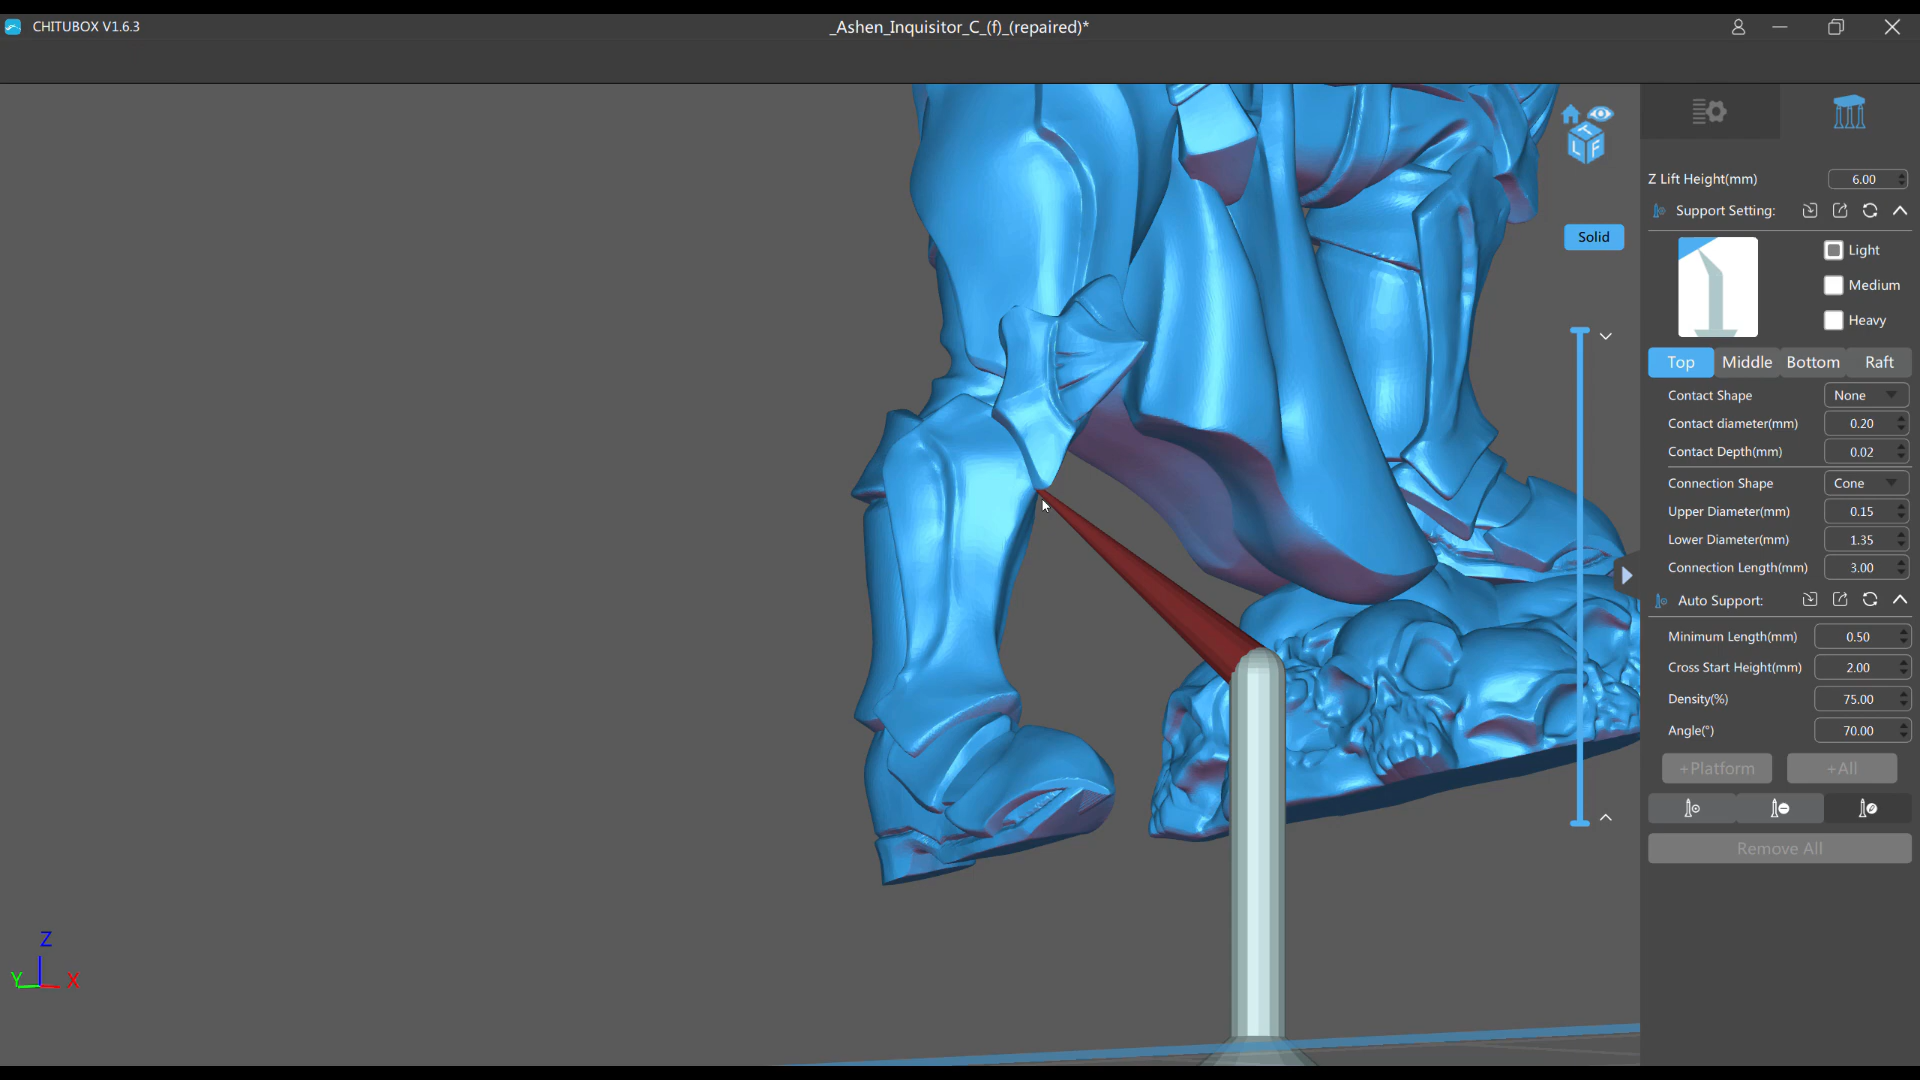 CHITUBOX V1.6.3
_Ashen_Inquisitor_C_(f)_(repaired)*
T
L F
Solid
Z Lift Height(mm) 6.00
Support Setting:
Light
Medium
Heavy
Top Middle Bottom Raft
Contact Shape None
Contact diameter(mm) 0.20
Contact Depth(mm) 0.02
Connection Shape Cone
Upper Diameter(mm) 0.15
Lower Diameter(mm) 1.35
Connection Length(mm) 3.00
Auto Support:
Minimum Length(mm) 0.50
Cross Start Height(mm) 2.00
Density(%) 75.00
Angle(°) 70.00
+Platform +All
Remove All
Z
Y X